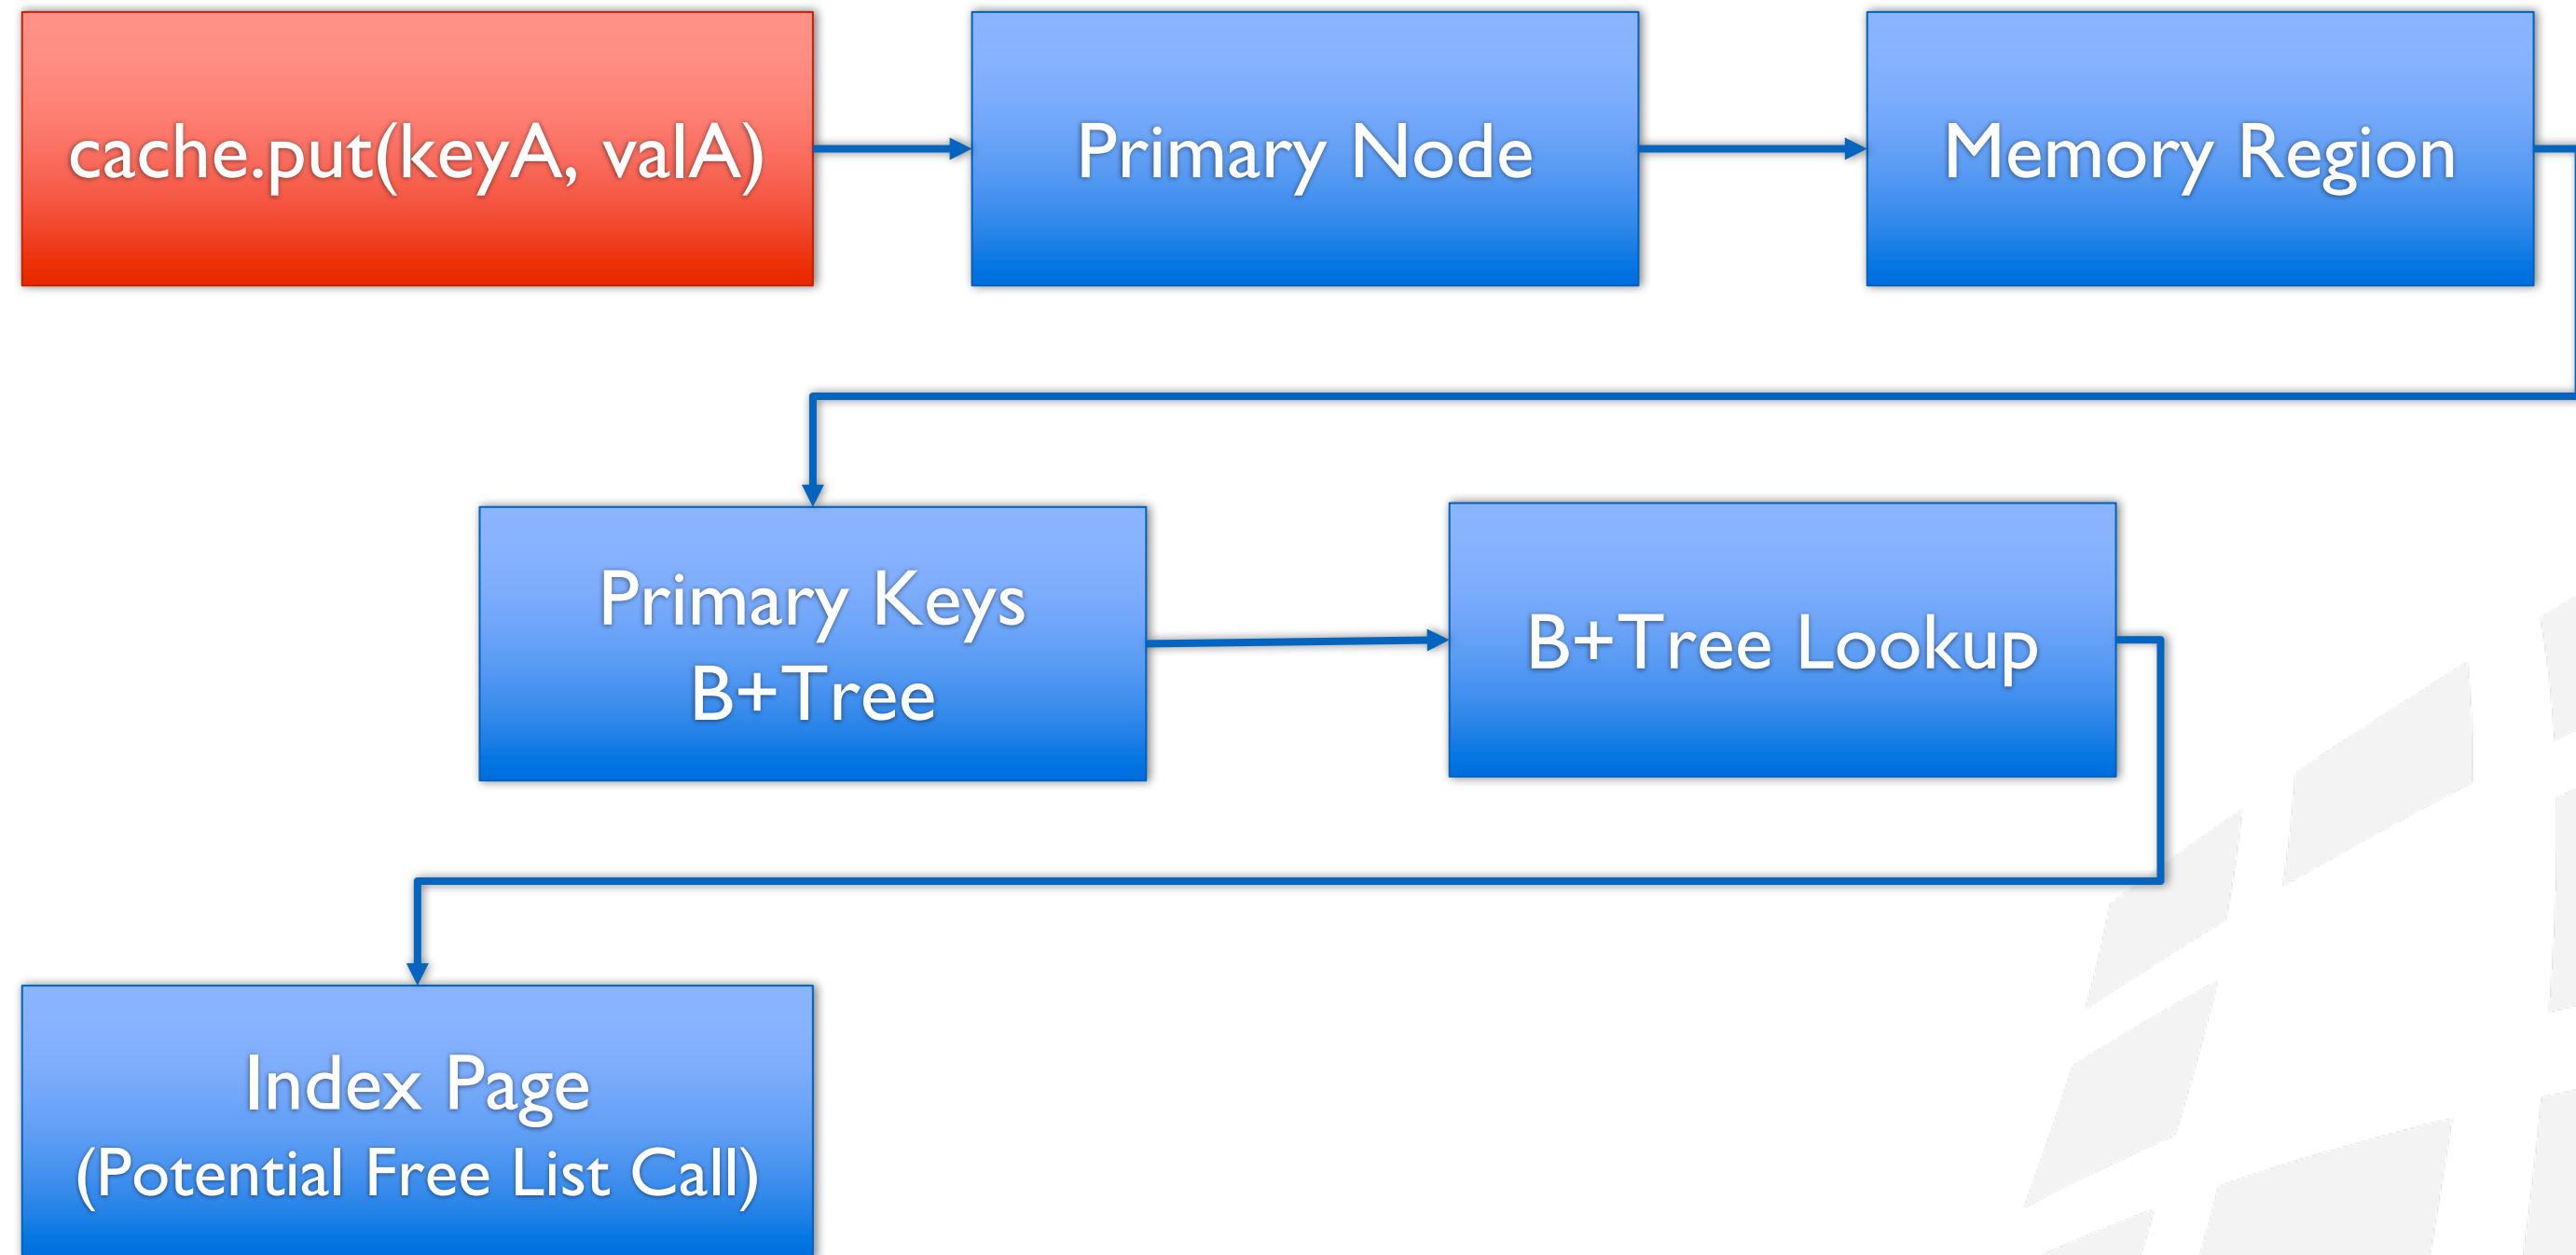 cache.put(keyA, valA)
Primary Node
Memory Region
Primary Keys
B+Tree
B+Tree Lookup
Index Page
(Potential Free List Call)